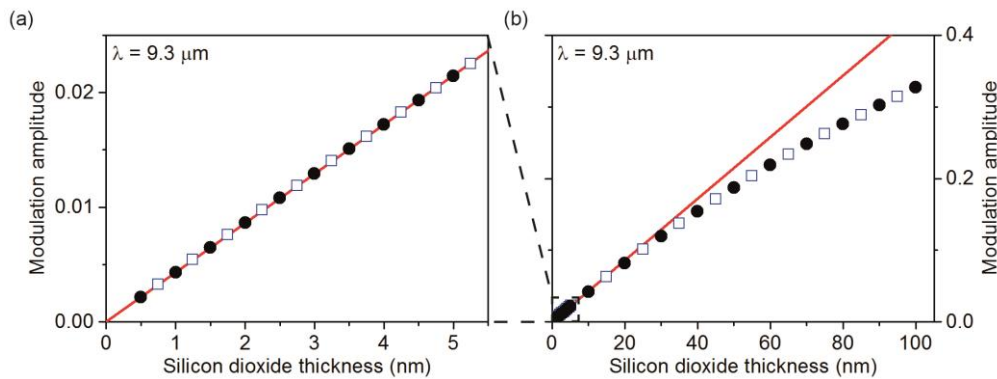 (a)
λ = 9.3 μm
Modulation amplitude
0.02
0.01
0.00
0 1 2 3 4 5
Silicon dioxide thickness (nm)
(b)
λ = 9.3 μm
0.4
0.2
0.0
Modulation amplitude
0 20 40 60 80 100
Silicon dioxide thickness (nm)